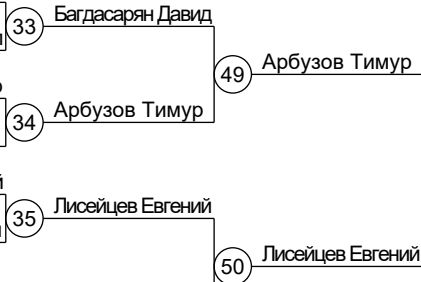 33
Багдасарян Давид
49
Арбузов Тимур
34
Арбузов Тимур
35
Лисейцев Евгений
50
Лисейцев Евгений